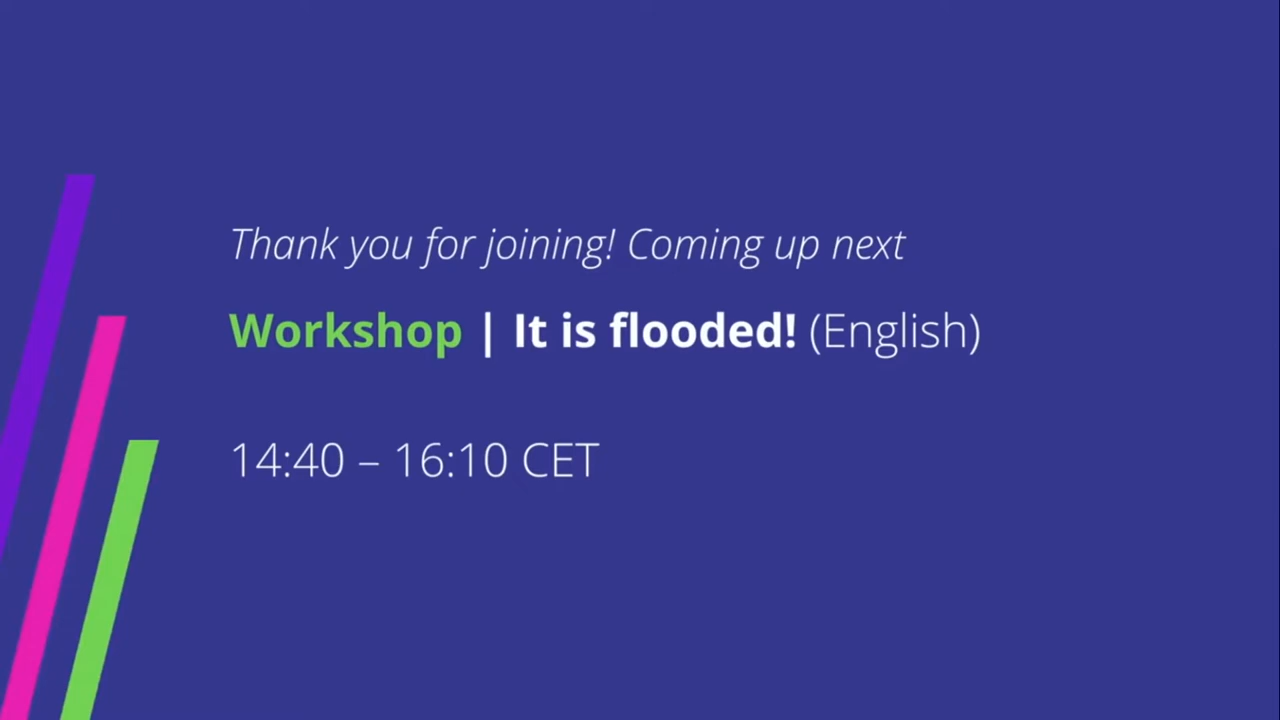 Thank you for joining! Coming up next
Workshop | It is flooded! (English)
14:40 – 16:10 CET